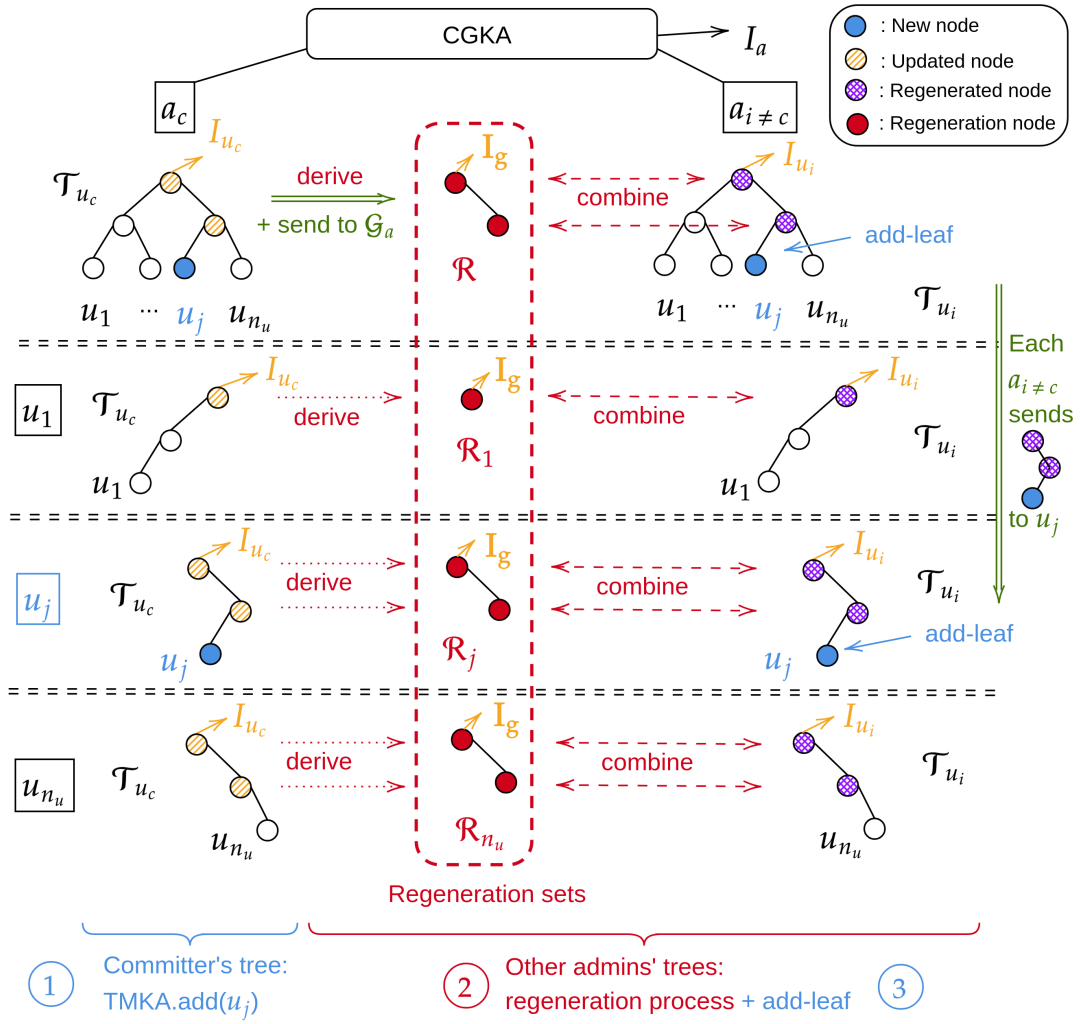 CGKA
I_a
: New node
: Updated node
: Regenerated node
: Regeneration node
a_c
a_{i ≠ c}
I_{u_c}
𝒯_{u_c}
derive
+ send to 𝒢_a
I_g
ℛ
combine
I_{u_i}
add-leaf
𝒯_{u_i}
u_1 ... u_j u_{n_u}
u_1 ... u_j u_{n_u}
Each
a_{i ≠ c}
sends
to u_j
u_1
𝒯_{u_c}
I_{u_c}
u_1
derive
I_g
ℛ_1
combine
I_{u_i}
𝒯_{u_i}
u_1
u_j
𝒯_{u_c}
I_{u_c}
u_j
derive
I_g
ℛ_j
combine
I_{u_i}
𝒯_{u_i}
add-leaf
u_j
u_{n_u}
𝒯_{u_c}
I_{u_c}
u_{n_u}
derive
I_g
ℛ_{n_u}
combine
I_{u_i}
𝒯_{u_i}
u_{n_u}
Regeneration sets
1
Committer's tree:
TMKA.add(u_j)
2
Other admins' trees:
regeneration process + add-leaf
3